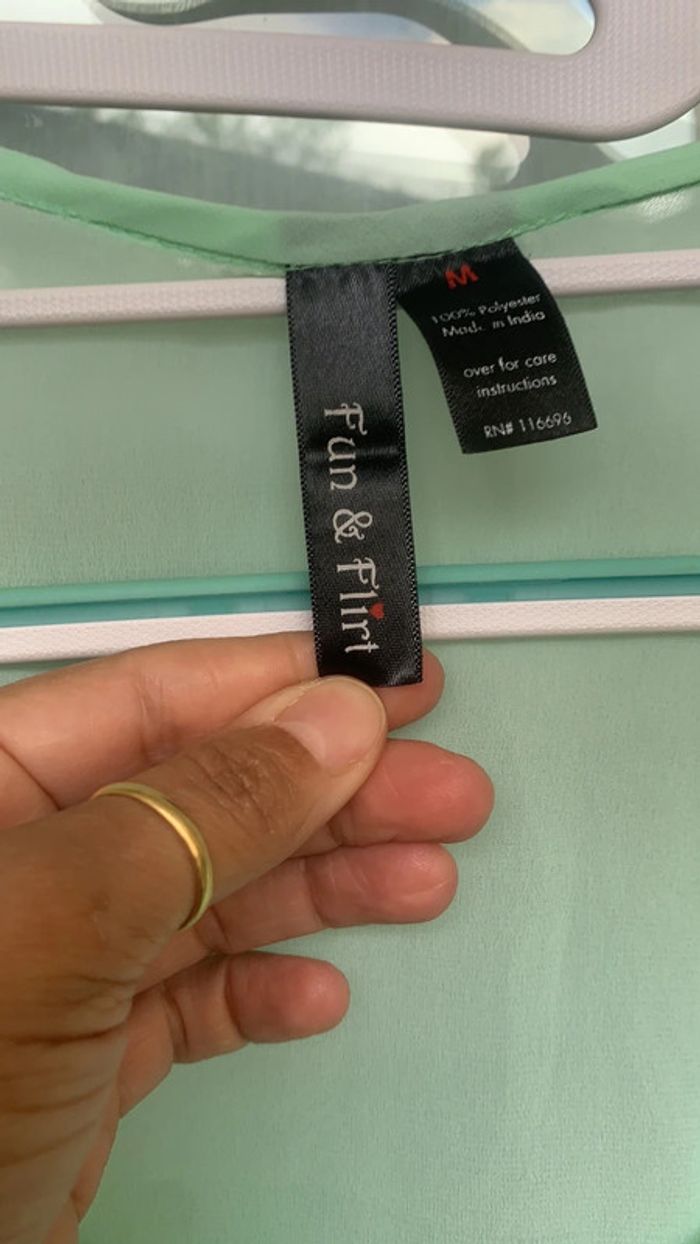 Fun & Flirt
M
100% Polyester
Made in India
over for care
instructions
RN# 116696